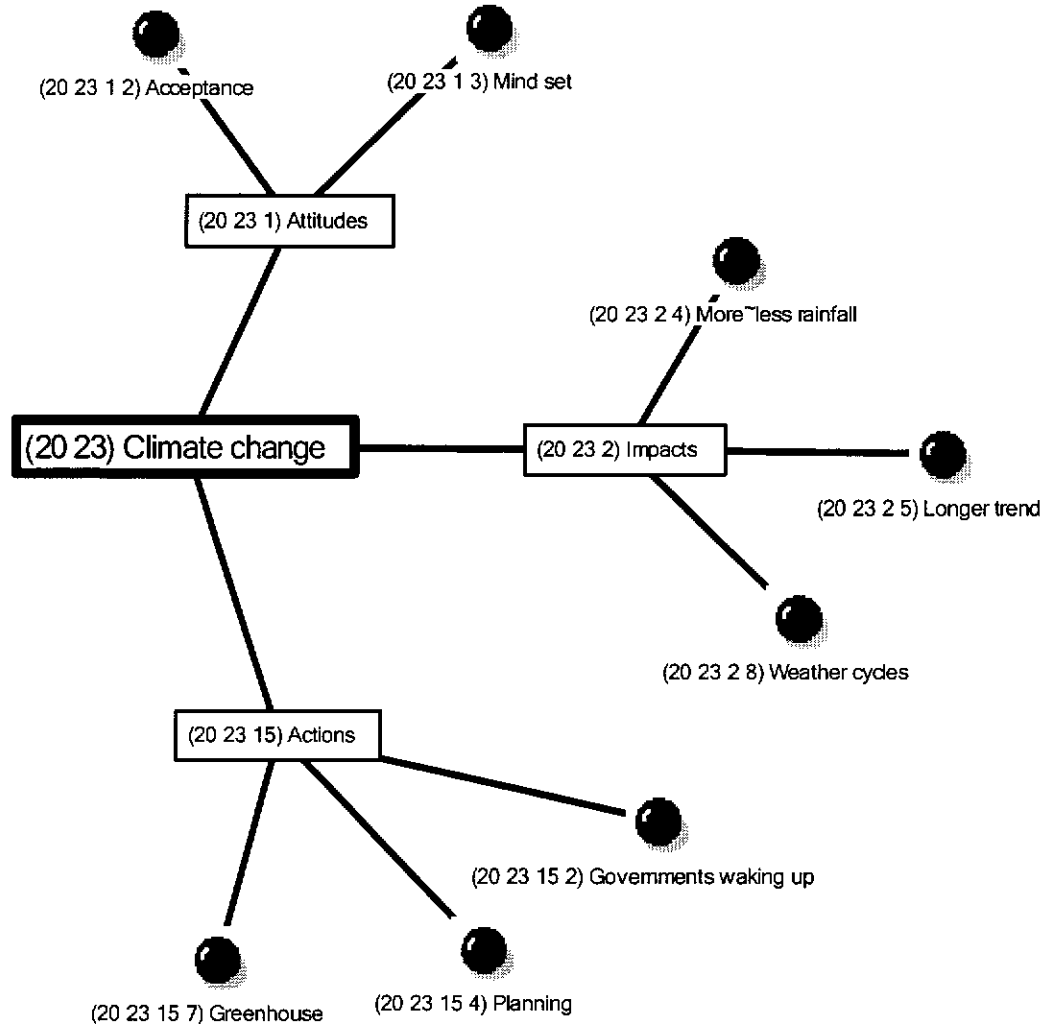 (20 23 1 2) Acceptance
(20 23 1 3) Mind set
(20 23 1) Attitudes
(20 23 2 4) More~less rainfall
(20 23) Climate change
(20 23 2) Impacts
(20 23 2 5) Longer trend
(20 23 2 8) Weather cycles
(20 23 15) Actions
(20 23 15 2) Governments waking up
(20 23 15 7) Greenhouse
(20 23 15 4) Planning